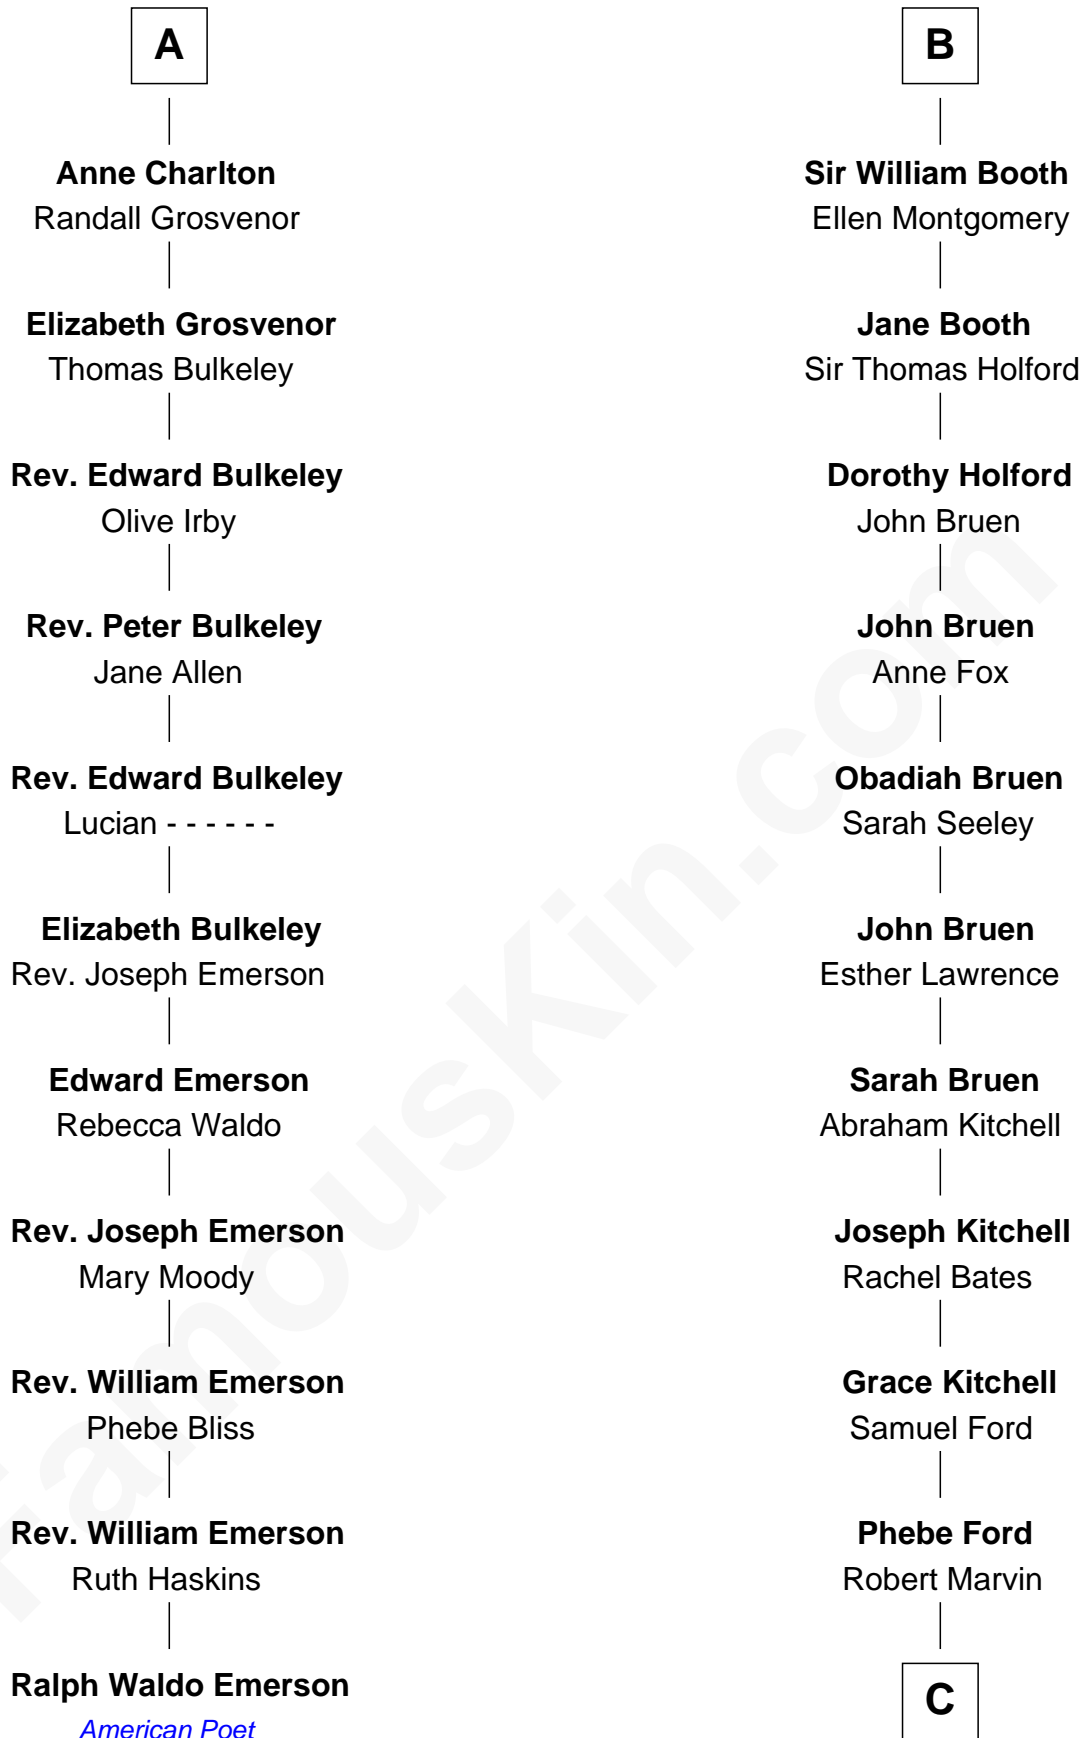 A
Anne Charlton
Randall Grosvenor
Elizabeth Grosvenor
Thomas Bulkeley
Rev. Edward Bulkeley
Olive Irby
Rev. Peter Bulkeley
Jane Allen
Rev. Edward Bulkeley
Lucian - - - - - -
Elizabeth Bulkeley
Rev. Joseph Emerson
Edward Emerson
Rebecca Waldo
Rev. Joseph Emerson
Mary Moody
Rev. William Emerson
Phebe Bliss
Rev. William Emerson
Ruth Haskins
Ralph Waldo Emerson
American Poet
B
Sir William Booth
Ellen Montgomery
Jane Booth
Sir Thomas Holford
Dorothy Holford
John Bruen
John Bruen
Anne Fox
Obadiah Bruen
Sarah Seeley
John Bruen
Esther Lawrence
Sarah Bruen
Abraham Kitchell
Joseph Kitchell
Rachel Bates
Grace Kitchell
Samuel Ford
Phebe Ford
Robert Marvin
C
FamousKin.com